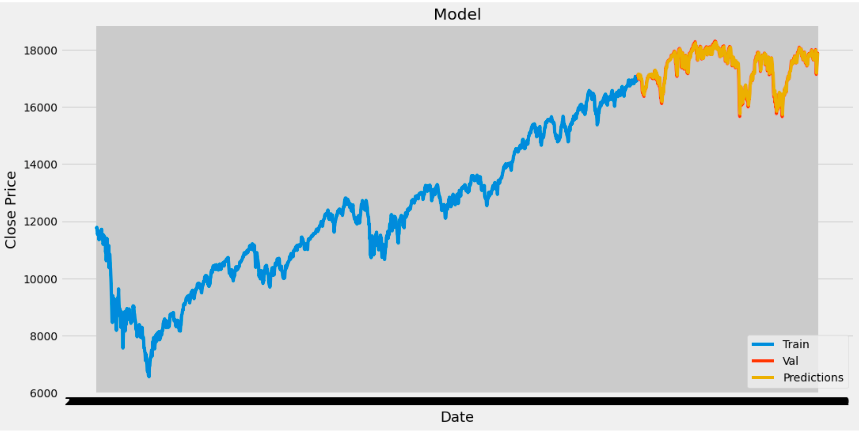 Model
Close Price
18000
16000
14000
12000
10000
8000
6000
Train
Val
Predictions
Date